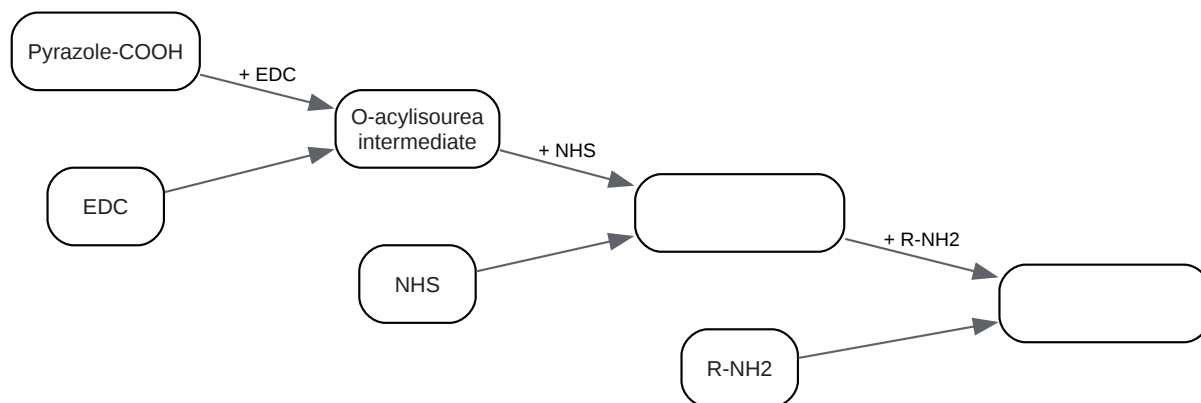 Pyrazole-COOH
+ EDC
O-acylisourea
intermediate
+ NHS
EDC
+ R-NH2
NHS
R-NH2